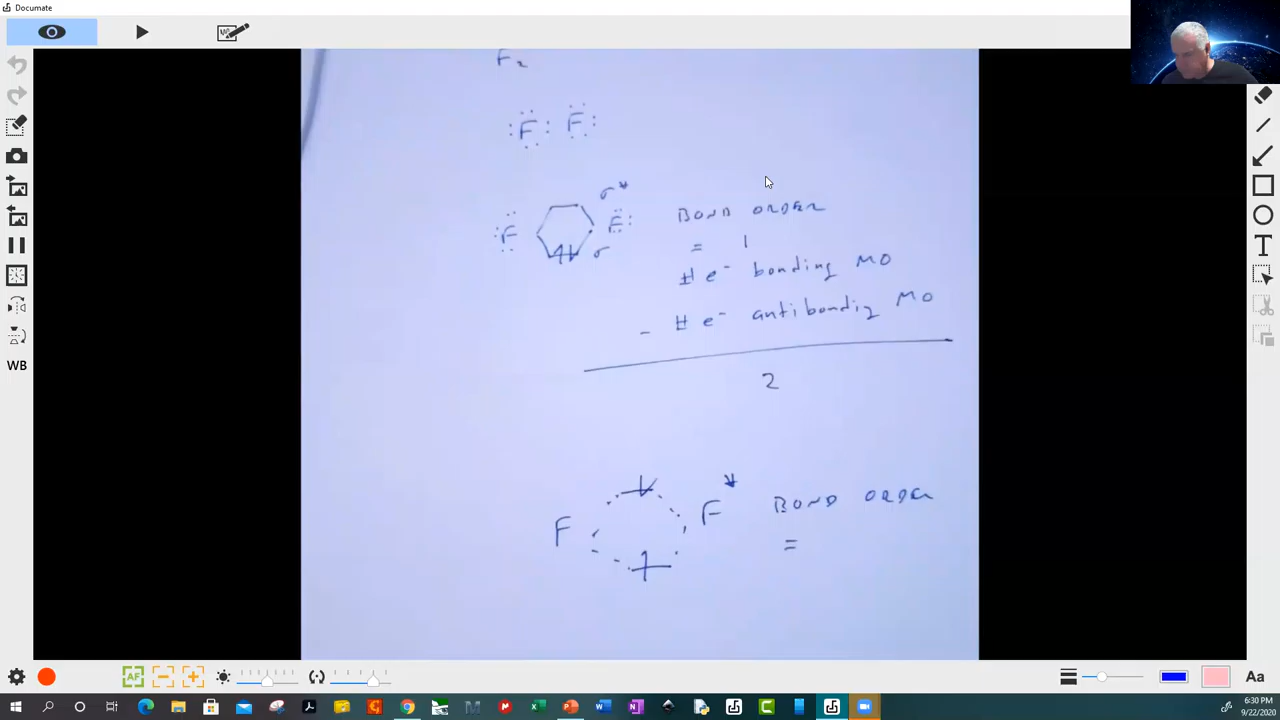 Documate
F2
:F: F:
σ*
:F F:
σ
BOND ORDER
= 1
# e- bonding MO
- # e- antibonding MO
2
F F *
BOND ORDER
=
WB
T
Aa
6:30 PM
9/22/2020